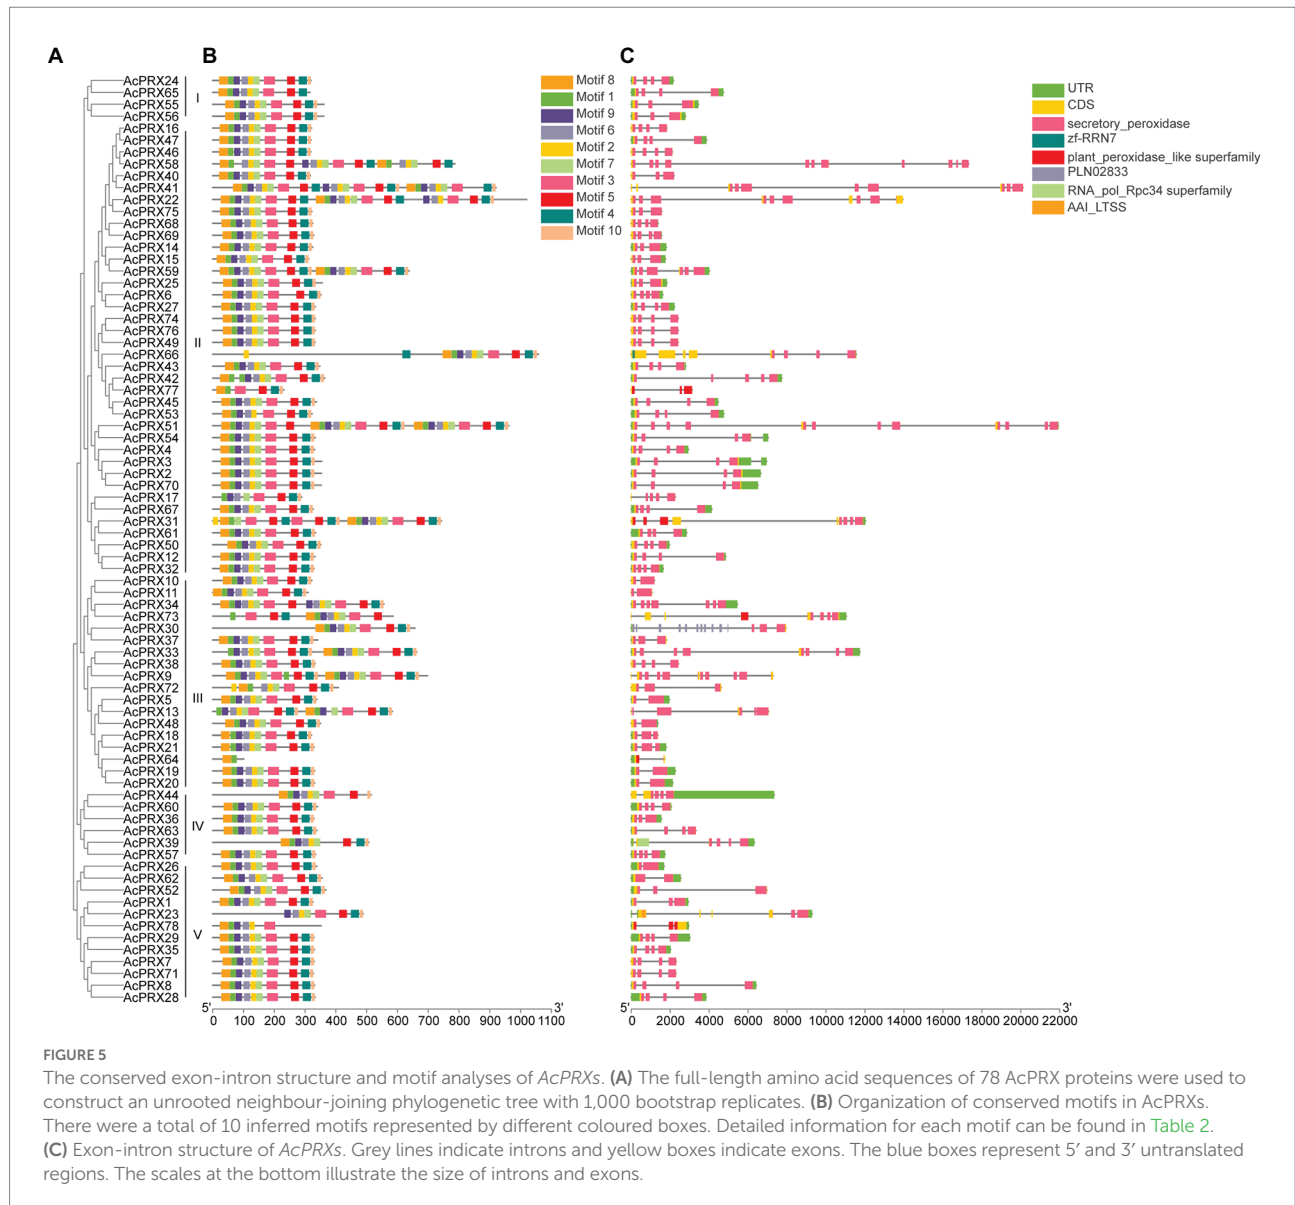 A
B
C
AcPRX24
AcPRX65
AcPRX55
AcPRX56
AcPRX16
AcPRX47
AcPRX46
AcPRX58
AcPRX40
AcPRX41
AcPRX22
AcPRX75
AcPRX68
AcPRX69
AcPRX14
AcPRX15
AcPRX59
AcPRX25
AcPRX6
AcPRX27
AcPRX74
AcPRX76
AcPRX49
AcPRX66
AcPRX43
AcPRX42
AcPRX77
AcPRX45
AcPRX53
AcPRX51
AcPRX54
AcPRX4
AcPRX3
AcPRX2
AcPRX70
AcPRX17
AcPRX67
AcPRX31
AcPRX61
AcPRX50
AcPRX12
AcPRX32
AcPRX10
AcPRX11
AcPRX34
AcPRX73
AcPRX30
AcPRX37
AcPRX33
AcPRX38
AcPRX9
AcPRX72
AcPRX5
AcPRX13
AcPRX48
AcPRX18
AcPRX21
AcPRX64
AcPRX19
AcPRX20
AcPRX44
AcPRX60
AcPRX36
AcPRX63
AcPRX39
AcPRX57
AcPRX26
AcPRX62
AcPRX52
AcPRX1
AcPRX23
AcPRX78
AcPRX29
AcPRX35
AcPRX7
AcPRX71
AcPRX8
AcPRX28
I
II
III
IV
V
Motif 8
Motif 1
Motif 9
Motif 6
Motif 2
Motif 7
Motif 3
Motif 5
Motif 4
Motif 10
UTR
CDS
secretory_peroxidase
zf-RRN7
plant_peroxidase_like superfamily
PLN02833
RNA_pol_Rpc34 superfamily
AAI_LTSS
5' 3'
0 100 200 300 400 500 600 700 800 900 1000 1100
5' 3'
0 2000 4000 6000 8000 10000 12000 14000 16000 18000 20000 22000
FIGURE 5
The conserved exon-intron structure and motif analyses of AcPRXs. (A) The full-length amino acid sequences of 78 AcPRX proteins were used to
construct an unrooted neighbour-joining phylogenetic tree with 1,000 bootstrap replicates. (B) Organization of conserved motifs in AcPRXs.
There were a total of 10 inferred motifs represented by different coloured boxes. Detailed information for each motif can be found in Table 2.
(C) Exon-intron structure of AcPRXs. Grey lines indicate introns and yellow boxes indicate exons. The blue boxes represent 5′ and 3′ untranslated
regions. The scales at the bottom illustrate the size of introns and exons.